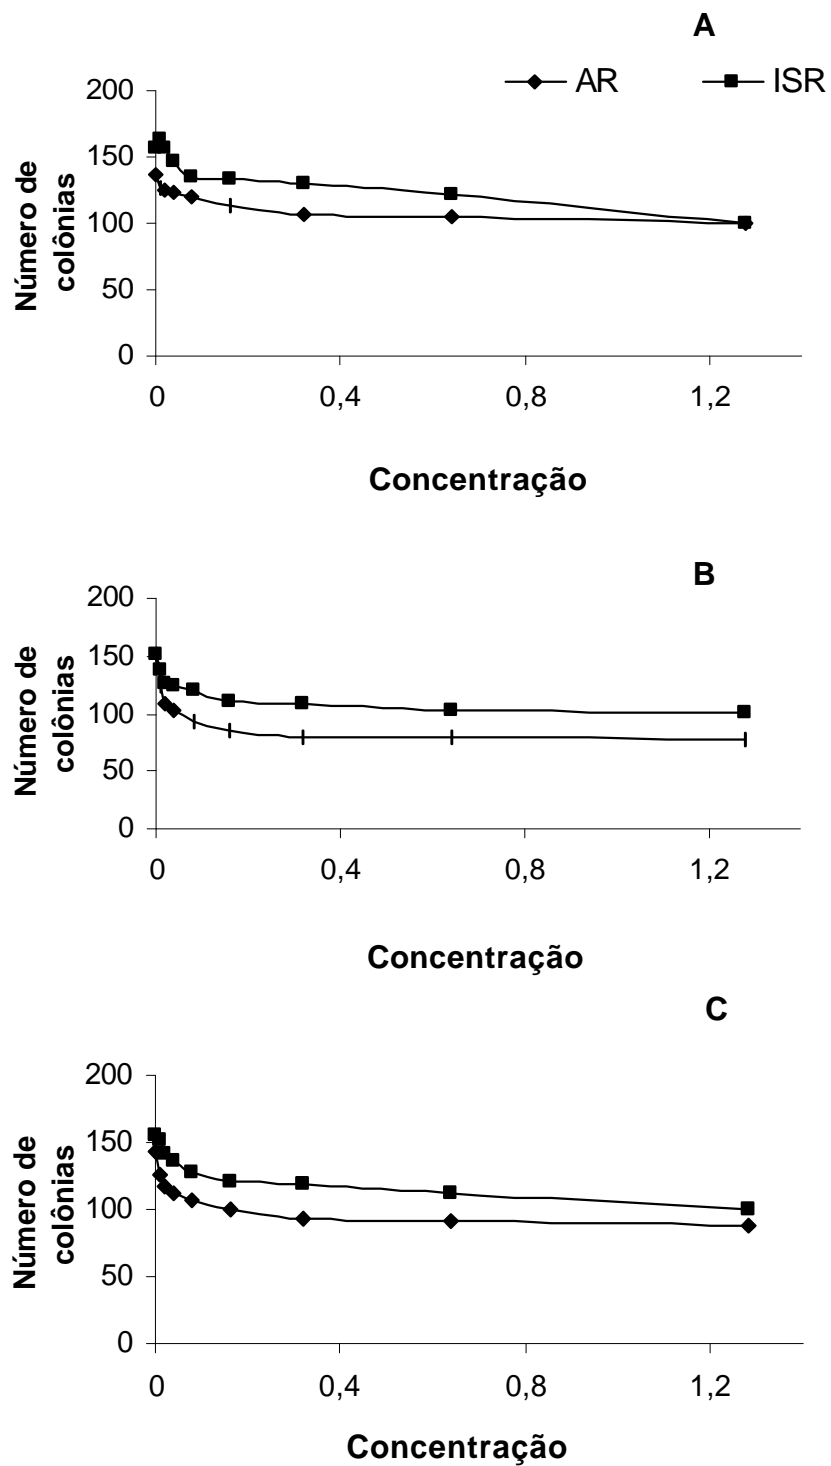 A
AR ISR
200
150
100
50
0
Número de
colônias
0 0,4 0,8 1,2
Concentração
B
200
150
100
50
0
Número de
colônias
0 0,4 0,8 1,2
Concentração
C
200
150
100
50
0
Número de
colônias
0 0,4 0,8 1,2
Concentração